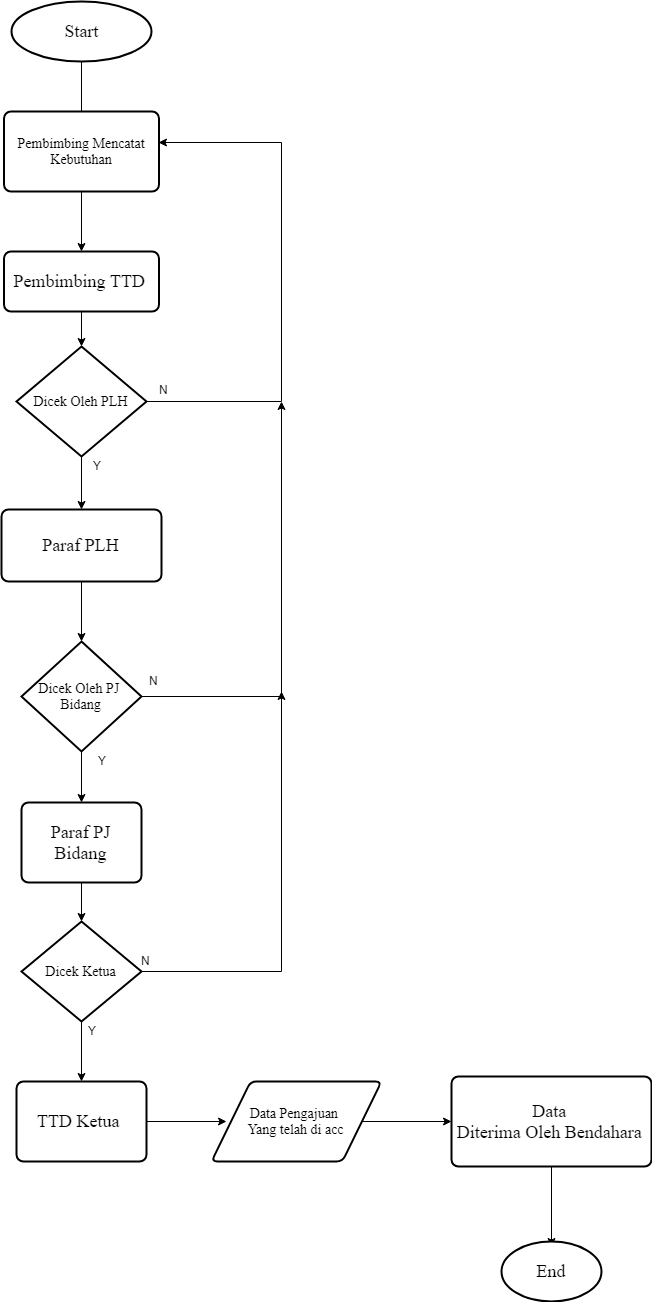 Start
Pembimbing Mencatat
Kebutuhan
Pembimbing TTD
Dicek Oleh PLH
N
Y
Paraf PLH
Dicek Oleh PJ
Bidang
N
Y
Paraf PJ
Bidang
Dicek Ketua
N
Y
TTD Ketua
Data Pengajuan
Yang telah di acc
Data
Diterima Oleh Bendahara
End